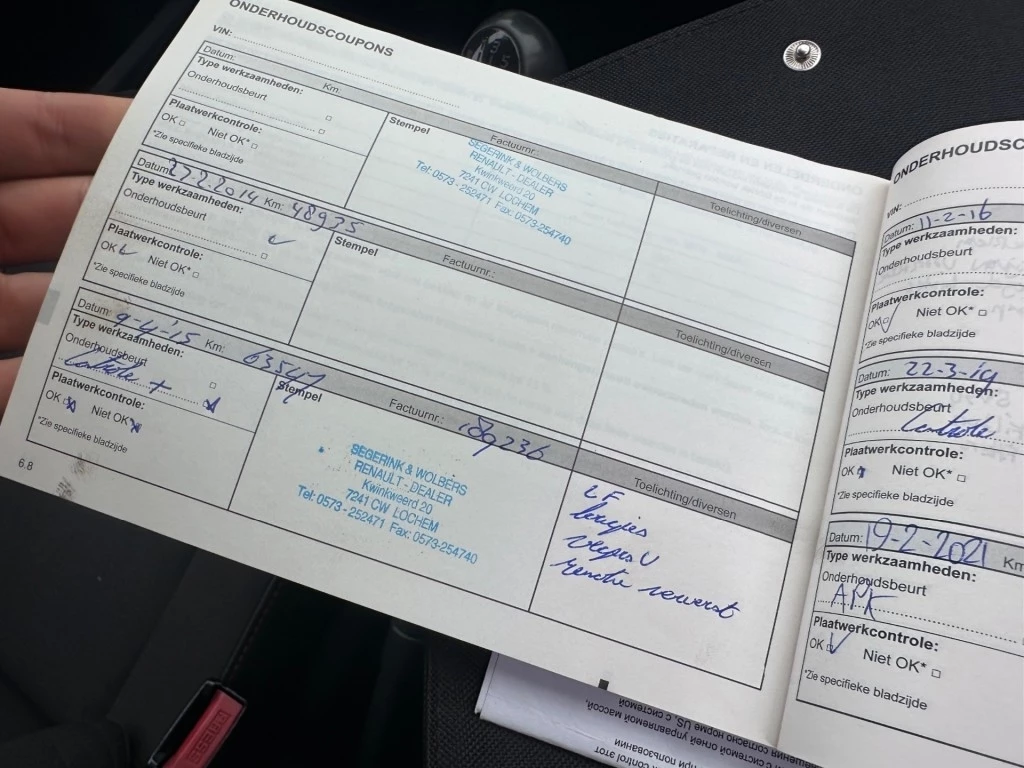 ONDERHOUDSCOUPONS
VIN:
Datum: Km:
Type werkzaamheden:
Onderhoudsbeurt
Plaatwerkcontrole:
OK Niet OK*
*Zie specifieke bladzijde
Stempel Factuurnr.: Toelichting/diversen
SEGERINK & WOLBERS
RENAULT - DEALER
Kwinkweerd 20
7241 CW LOCHEM
Tel: 0573 - 252471 Fax: 0573-254740
Datum: 27-2-2014 Km: 48935
Type werkzaamheden:
Onderhoudsbeurt
Plaatwerkcontrole:
OK Niet OK*
*Zie specifieke bladzijde
Stempel Factuurnr.: Toelichting/diversen
Datum: 9-4-'15 Km: 63547
Type werkzaamheden:
Onderhoudsbeurt
Controle +
Plaatwerkcontrole:
OK Niet OK*
*Zie specifieke bladzijde
Stempel Factuurnr.: 189236 Toelichting/diversen
SEGERINK & WOLBERS
RENAULT - DEALER
Kwinkweerd 20
7241 CW LOCHEM
Tel: 0573 - 252471 Fax: 0573-254740
6.8
ONDERHOUDSC
VIN:
Datum: 11-2-16
Type werkzaamheden:
Onderhoudsbeurt
Plaatwerkcontrole:
OK Niet OK*
*Zie specifieke bladzijde
Datum: 22-3-19
Type werkzaamheden:
Onderhoudsbeurt
Controle
Plaatwerkcontrole:
OK Niet OK*
*Zie specifieke bladzijde
Datum: 19-2-2021 Km
Type werkzaamheden:
Onderhoudsbeurt
APK
Plaatwerkcontrole:
OK Niet OK*
*Zie specifieke bladzijde
PRESS